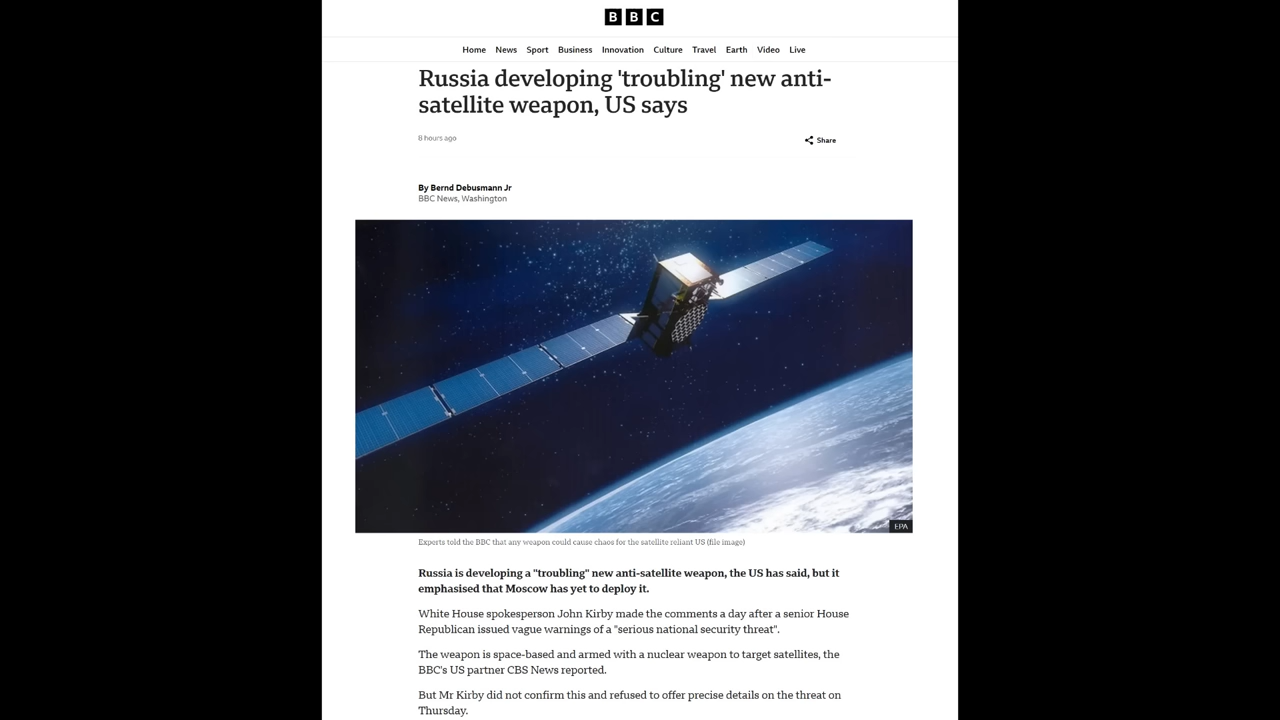 BBC
Home News Sport Business Innovation Culture Travel Earth Video Live
Russia developing 'troubling' new anti-
satellite weapon, US says
8 hours ago
Share
By Bernd Debusmann Jr
BBC News, Washington
EPA
Experts told the BBC that any weapon could cause chaos for the satellite reliant US (file image)
Russia is developing a "troubling" new anti-satellite weapon, the US has said, but it
emphasised that Moscow has yet to deploy it.
White House spokesperson John Kirby made the comments a day after a senior House
Republican issued vague warnings of a "serious national security threat".
The weapon is space-based and armed with a nuclear weapon to target satellites, the
BBC's US partner CBS News reported.
But Mr Kirby did not confirm this and refused to offer precise details on the threat on
Thursday.